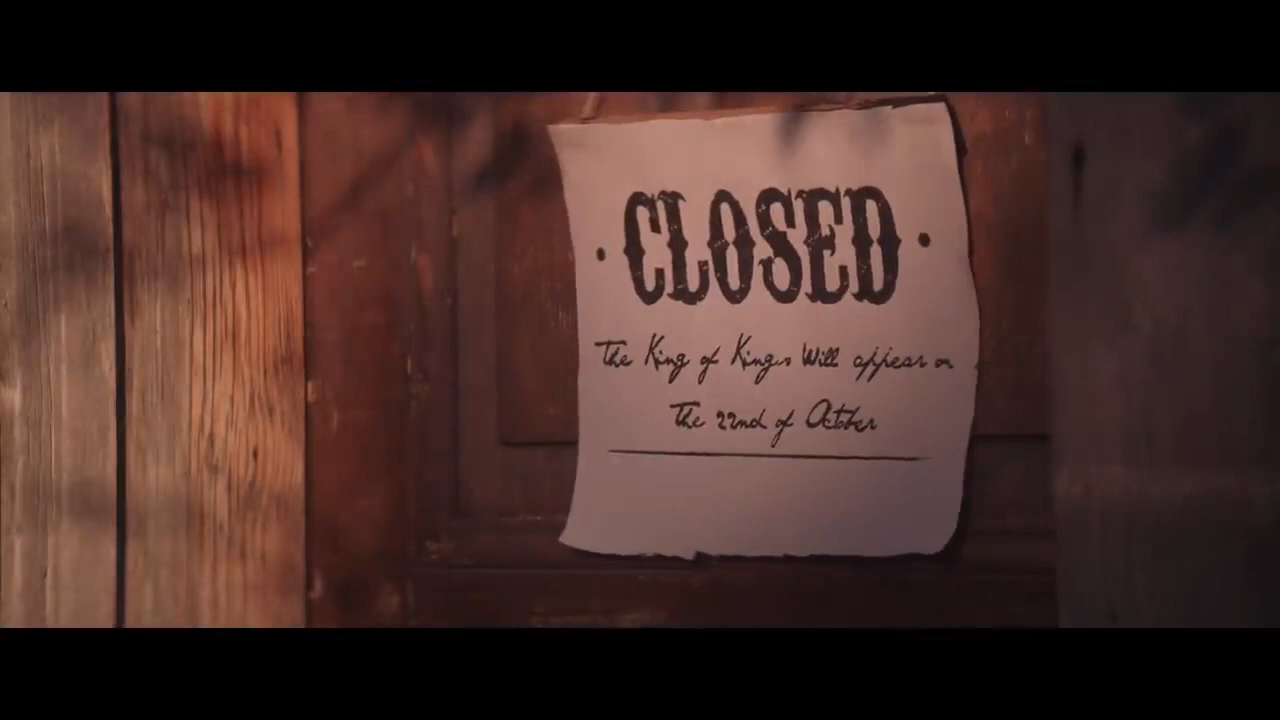 • CLOSED •
The King of Kings Will appear on
The 22nd of October